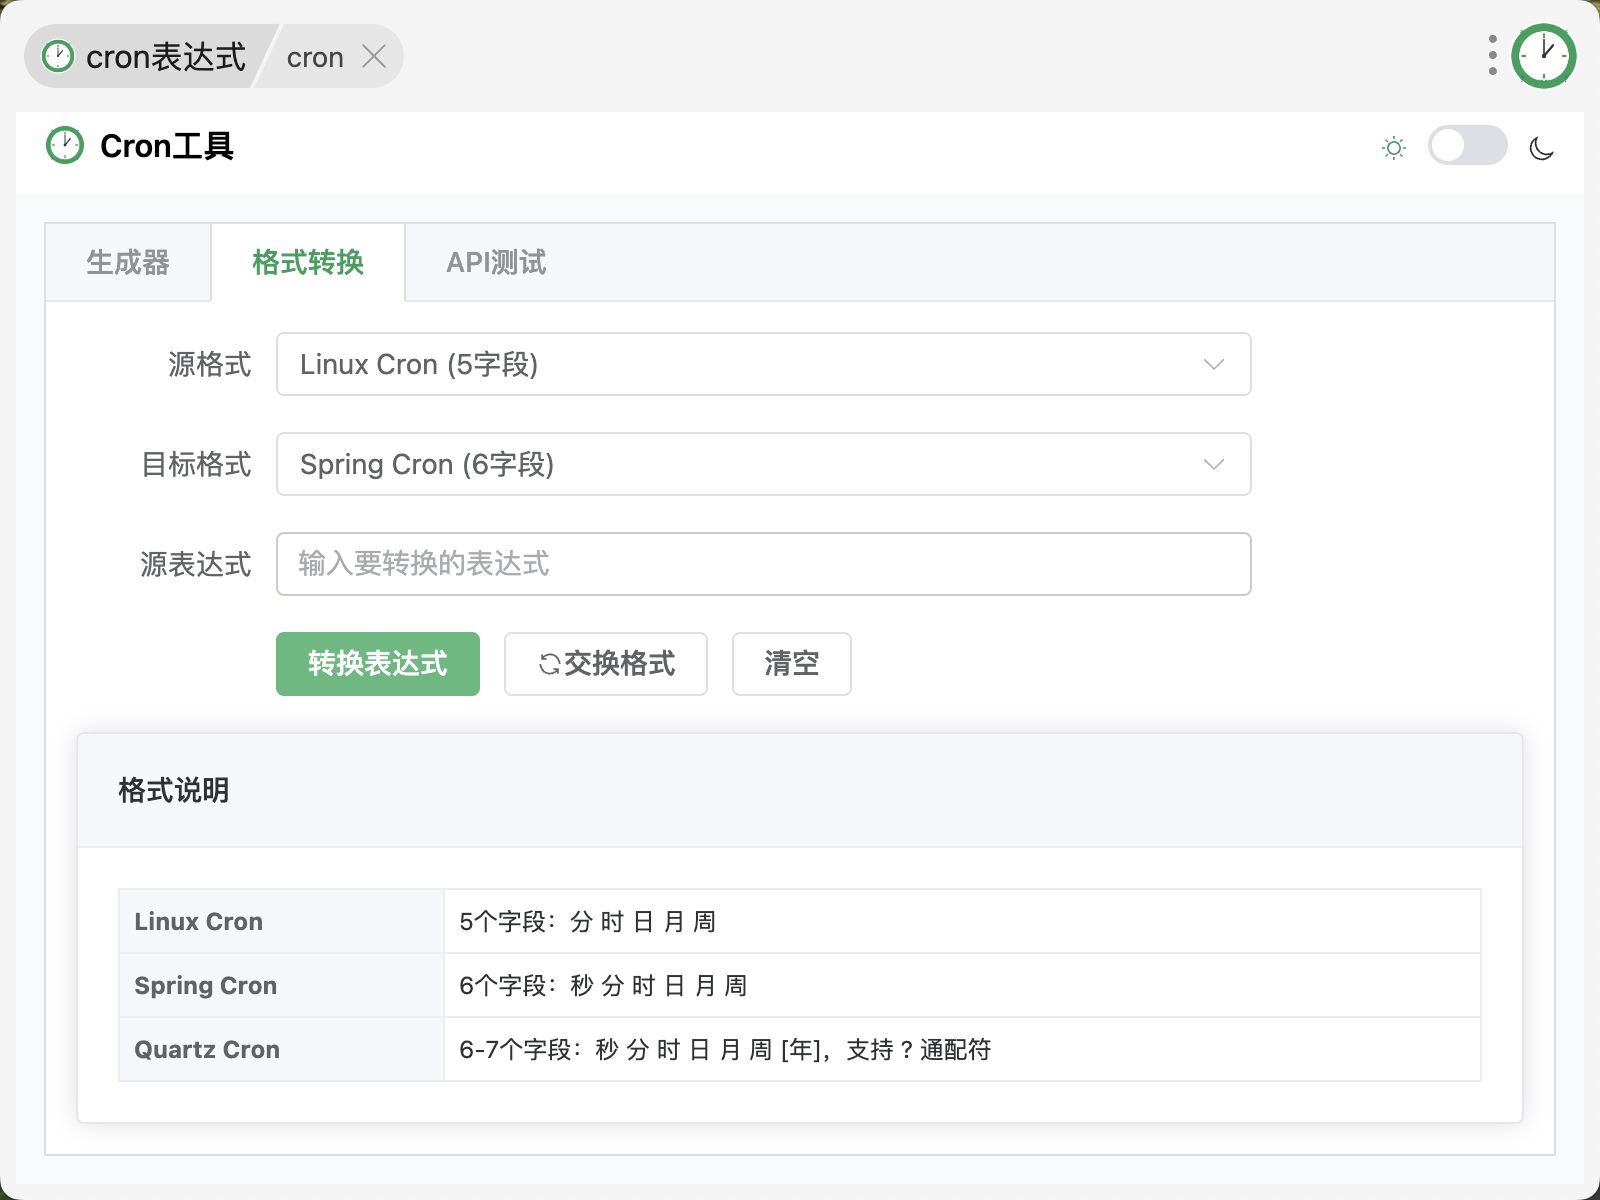 cron表达式 cron
Cron工具
生成器 格式转换 API测试
源格式 Linux Cron (5字段)
目标格式 Spring Cron (6字段)
源表达式 输入要转换的表达式
转换表达式 交换格式 清空
格式说明
Linux Cron 5个字段：分 时 日 月 周
Spring Cron 6个字段：秒 分 时 日 月 周
Quartz Cron 6-7个字段：秒 分 时 日 月 周 [年]，支持 ? 通配符